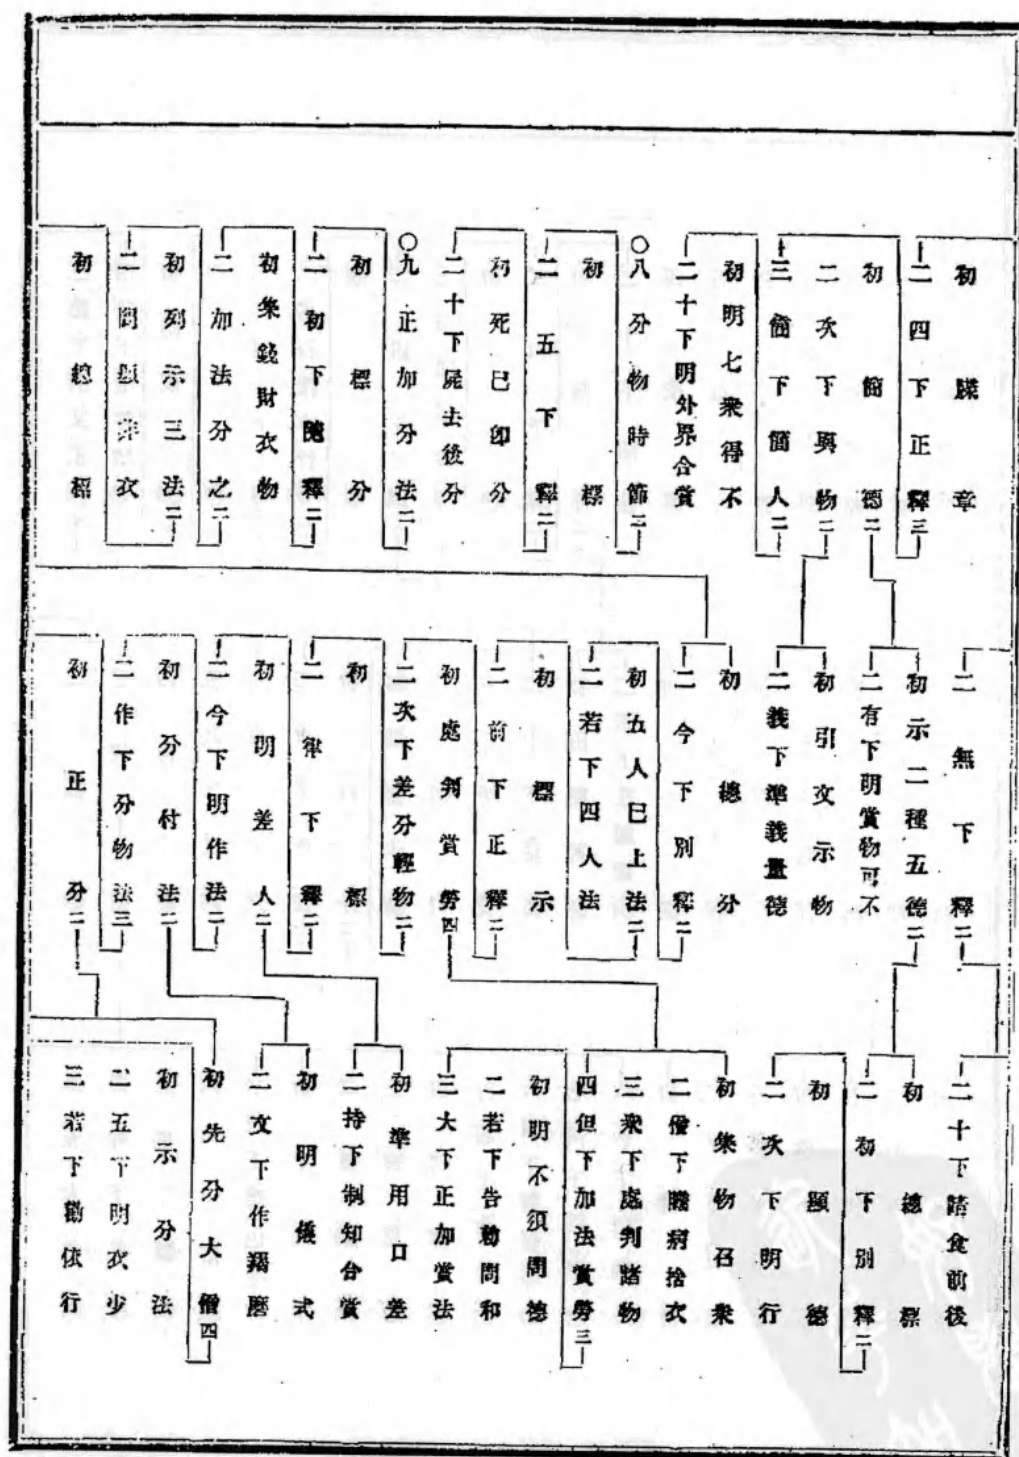 初牒章
二四下正釋三
初簡德二
二次下與物二
三簡下簡人二
初明七衆得不
二十下明外界合賞
○八分物時節二
初標
二五下釋二
初死已卽分
二十下屍去後分
○九正加分法二
初標分
二初下隨釋二
初集錢財衣物
二加法分之二
初列示三法二
初總標
二無下釋二
初示二種五德二
二有下明賞物可不
初引文示物
二義下準義量德
初總分
二今下別釋二
初五人已上法二
二若下四人法
初標示
二前下正釋二
初處判賞勞四
二次下差分輕物二
初標
二律下釋二
初明差人二
二今下明作法二
初分付法二
二作下分物法三
初正分二
二十下踏食前後
初總標
二初下別釋二
初顯德
二次下明行
初集物召衆
二僧下瞻病捨衣
三衆下處判諸物
四但下加法賞勞三
初明不須問德
二若下告勅問和
三大下正加賞法
初準用口差
二持下制知合賞
初明儀式
二文下作羯磨
初先分大僧四
初示分法
二五下明衣少
三若下勸依行